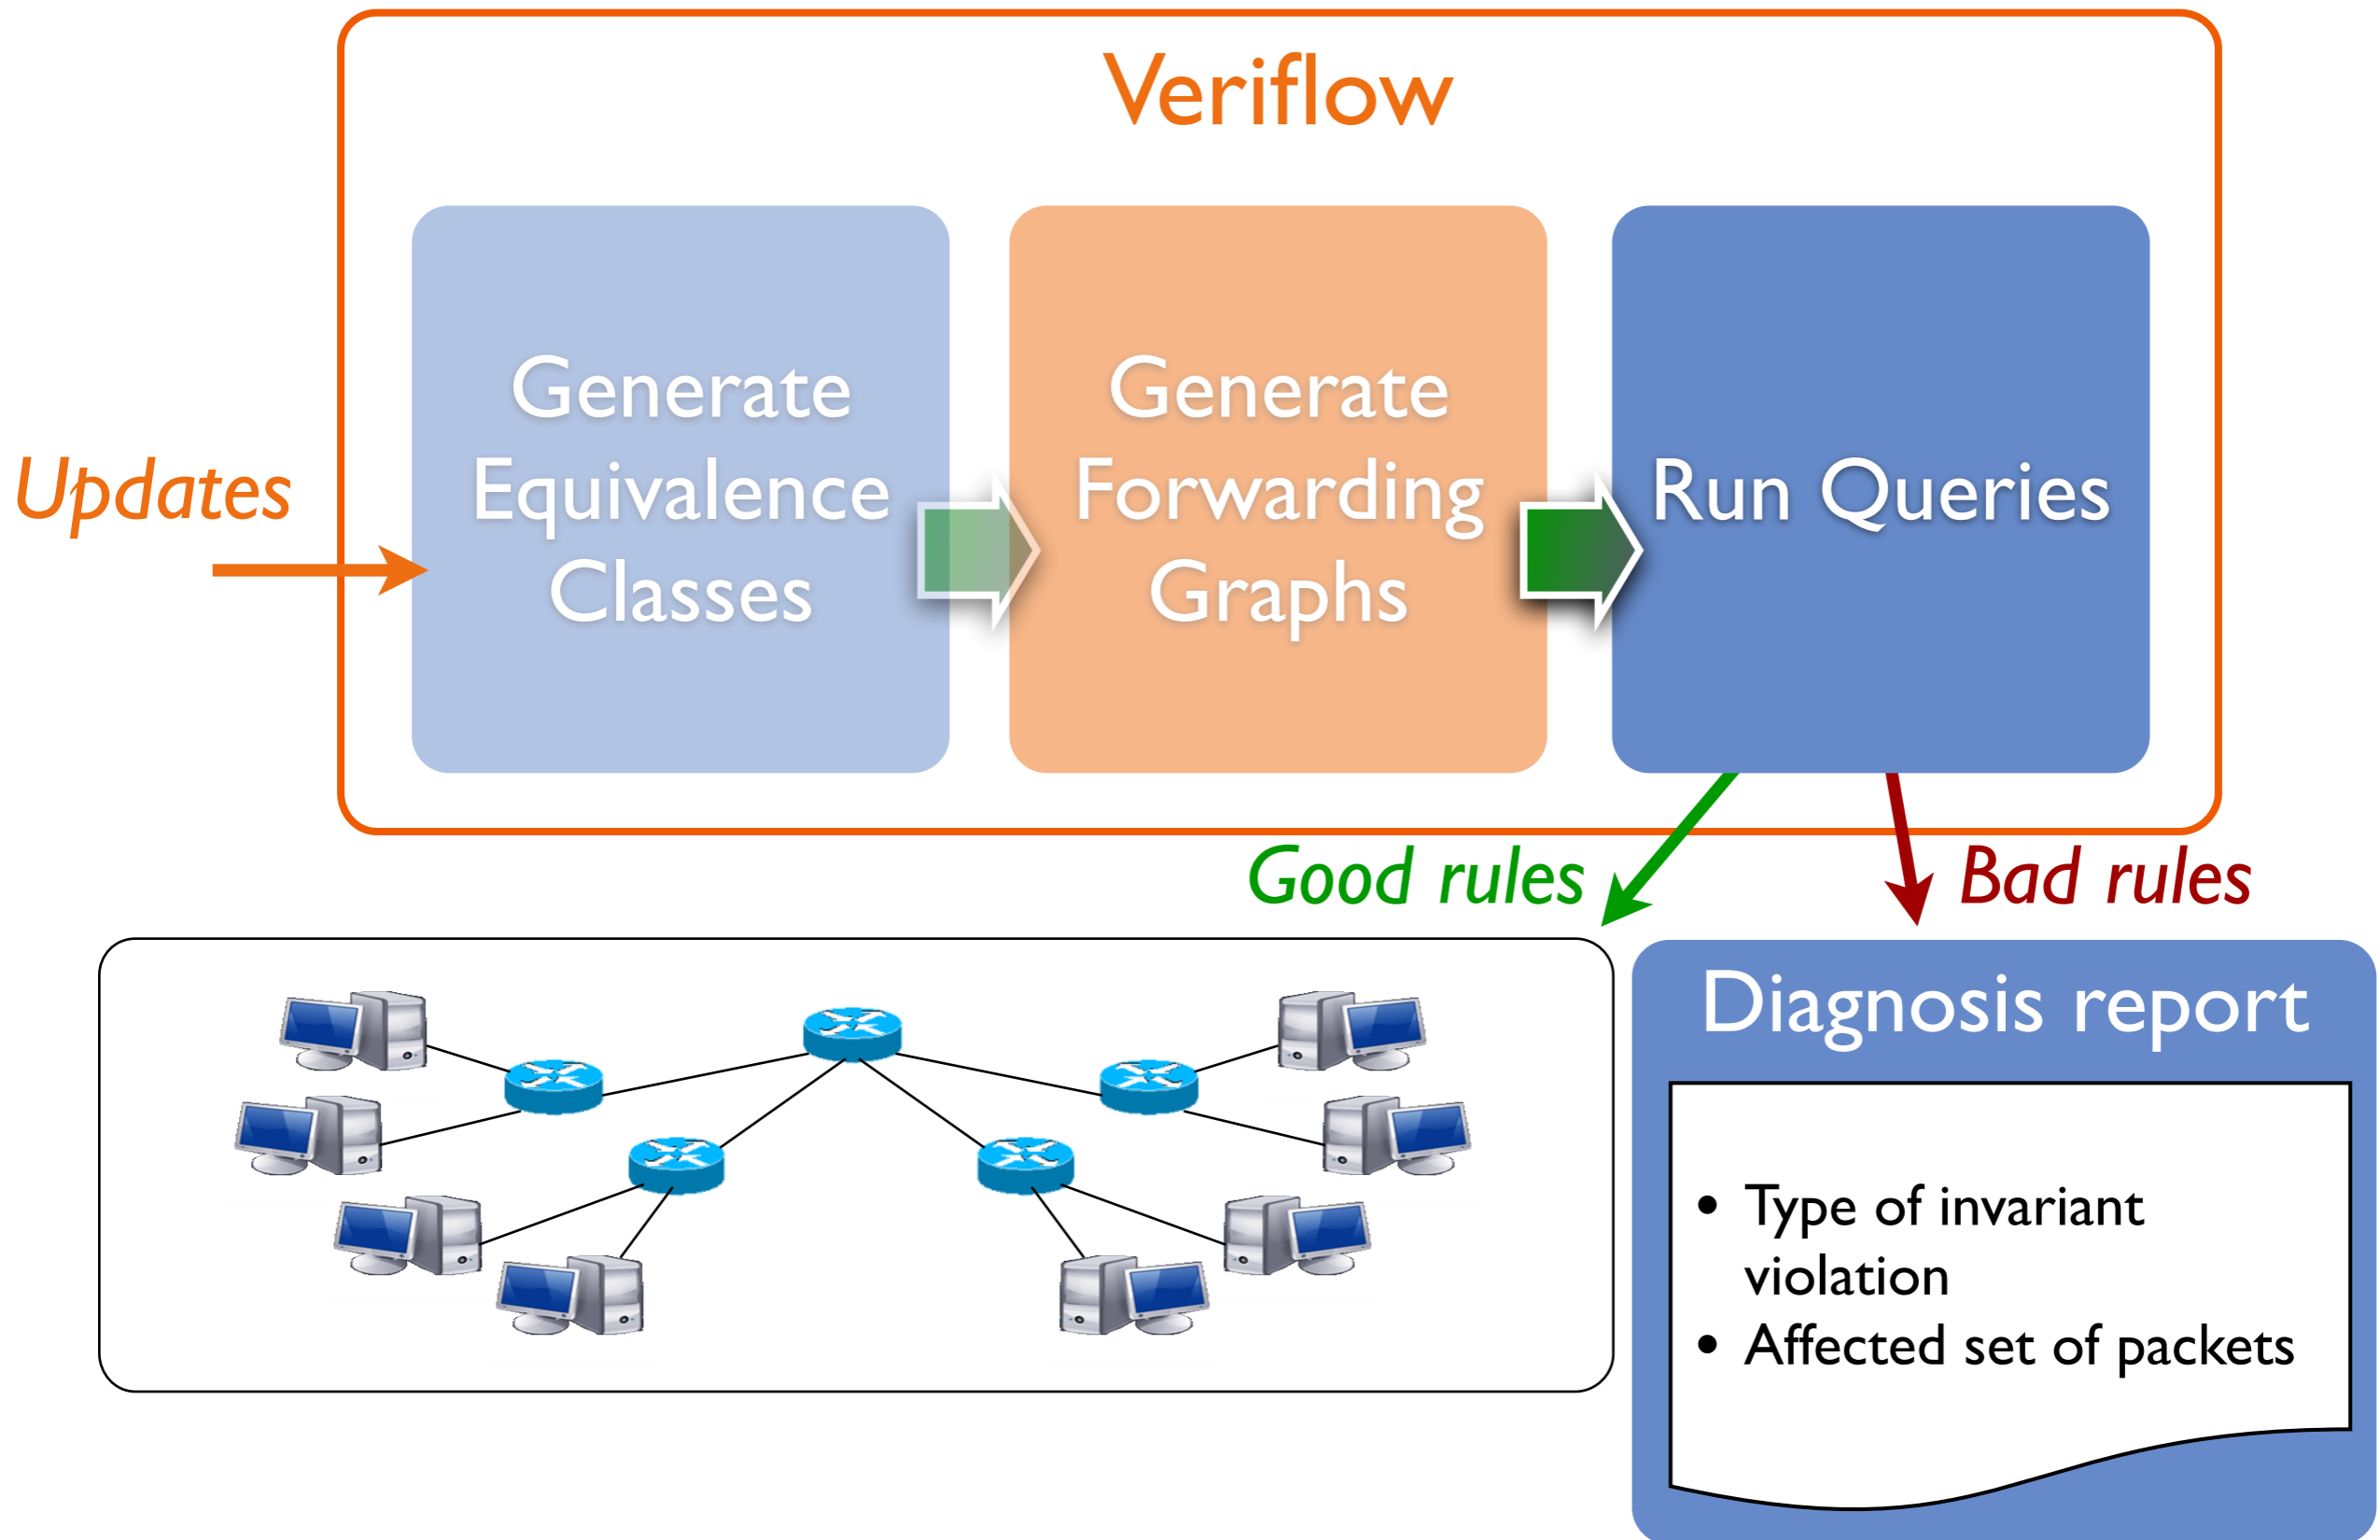 Veriflow
Updates
Generate
Equivalence
Classes
Generate
Forwarding
Graphs
Run Queries
Good rules
Bad rules
Diagnosis report
• Type of invariant
violation
• Affected set of packets